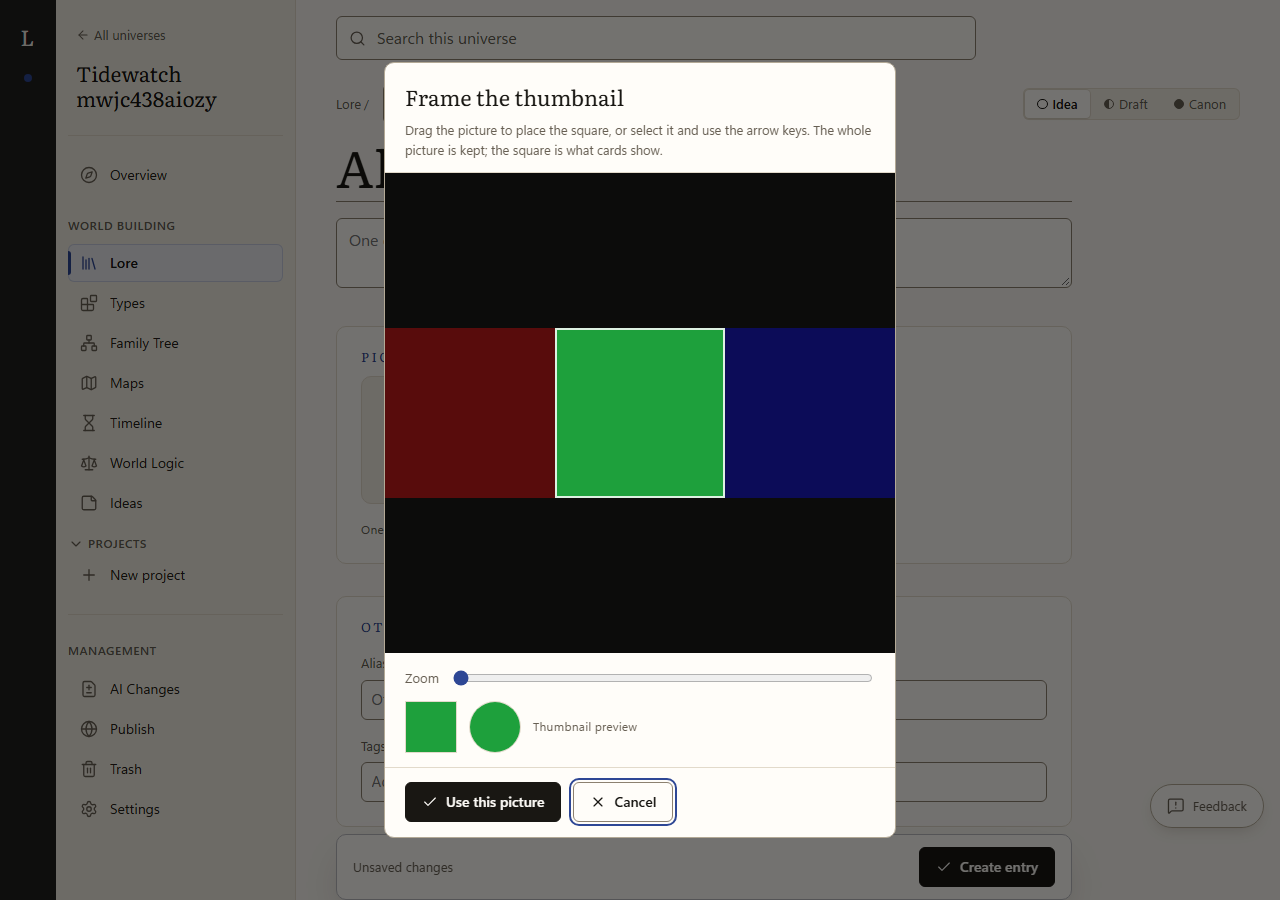 L
All universes
Tidewatch
mwjc438aiozy
Overview
WORLD BUILDING
Lore
Types
Family Tree
Maps
Timeline
World Logic
Ideas
PROJECTS
New project
MANAGEMENT
AI Changes
Publish
Trash
Settings
Search this universe
Lore /
Idea
Draft
Canon
One
One
Frame the thumbnail
Drag the picture to place the square, or select it and use the arrow keys. The whole
picture is kept; the square is what cards show.
Zoom
Thumbnail preview
Use this picture
Cancel
Unsaved changes
Create entry
Feedback